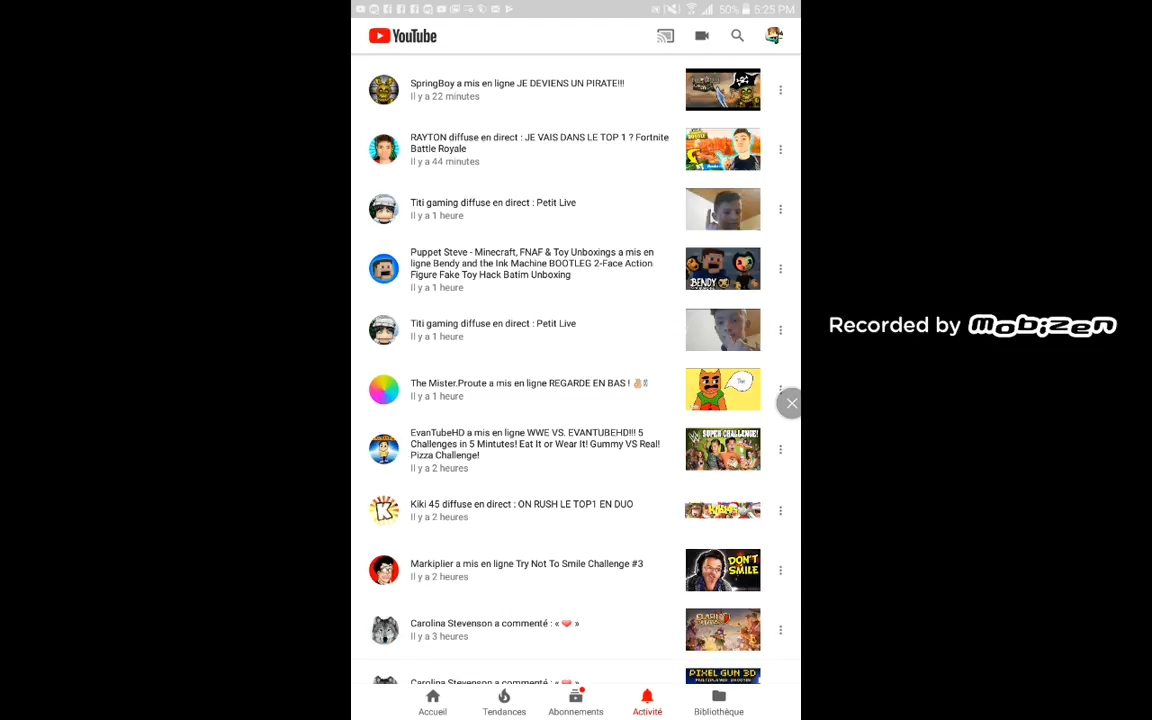 50% 5:25 PM
YouTube
SpringBoy a mis en ligne JE DEVIENS UN PIRATE!!!
Il y a 22 minutes
RAYTON diffuse en direct : JE VAIS DANS LE TOP 1 ? Fortnite
Battle Royale
Il y a 44 minutes
Titi gaming diffuse en direct : Petit Live
Il y a 1 heure
Puppet Steve - Minecraft, FNAF & Toy Unboxings a mis en
ligne Bendy and the Ink Machine BOOTLEG 2-Face Action
Figure Fake Toy Hack Batim Unboxing
Il y a 1 heure
BENDY
Titi gaming diffuse en direct : Petit Live
Il y a 1 heure
Recorded by mobizen
The Mister.Proute a mis en ligne REGARDE EN BAS ! ✌
Il y a 1 heure
EvanTubeHD a mis en ligne WWE VS. EVANTUBEHD!!! 5
Challenges in 5 Mintutes! Eat It or Wear It! Gummy VS Real!
Pizza Challenge!
Il y a 2 heures
SUPER CHALLENGE!
Kiki 45 diffuse en direct : ON RUSH LE TOP1 EN DUO
Il y a 2 heures
Markiplier a mis en ligne Try Not To Smile Challenge #3
Il y a 2 heures
DON'T
SMILE
Carolina Stevenson a commenté : « ❤ »
Il y a 3 heures
Carolina Stevenson a commenté : « ❤ »
PIXEL GUN 3D
Accueil
Tendances
Abonnements
Activité
Bibliothèque